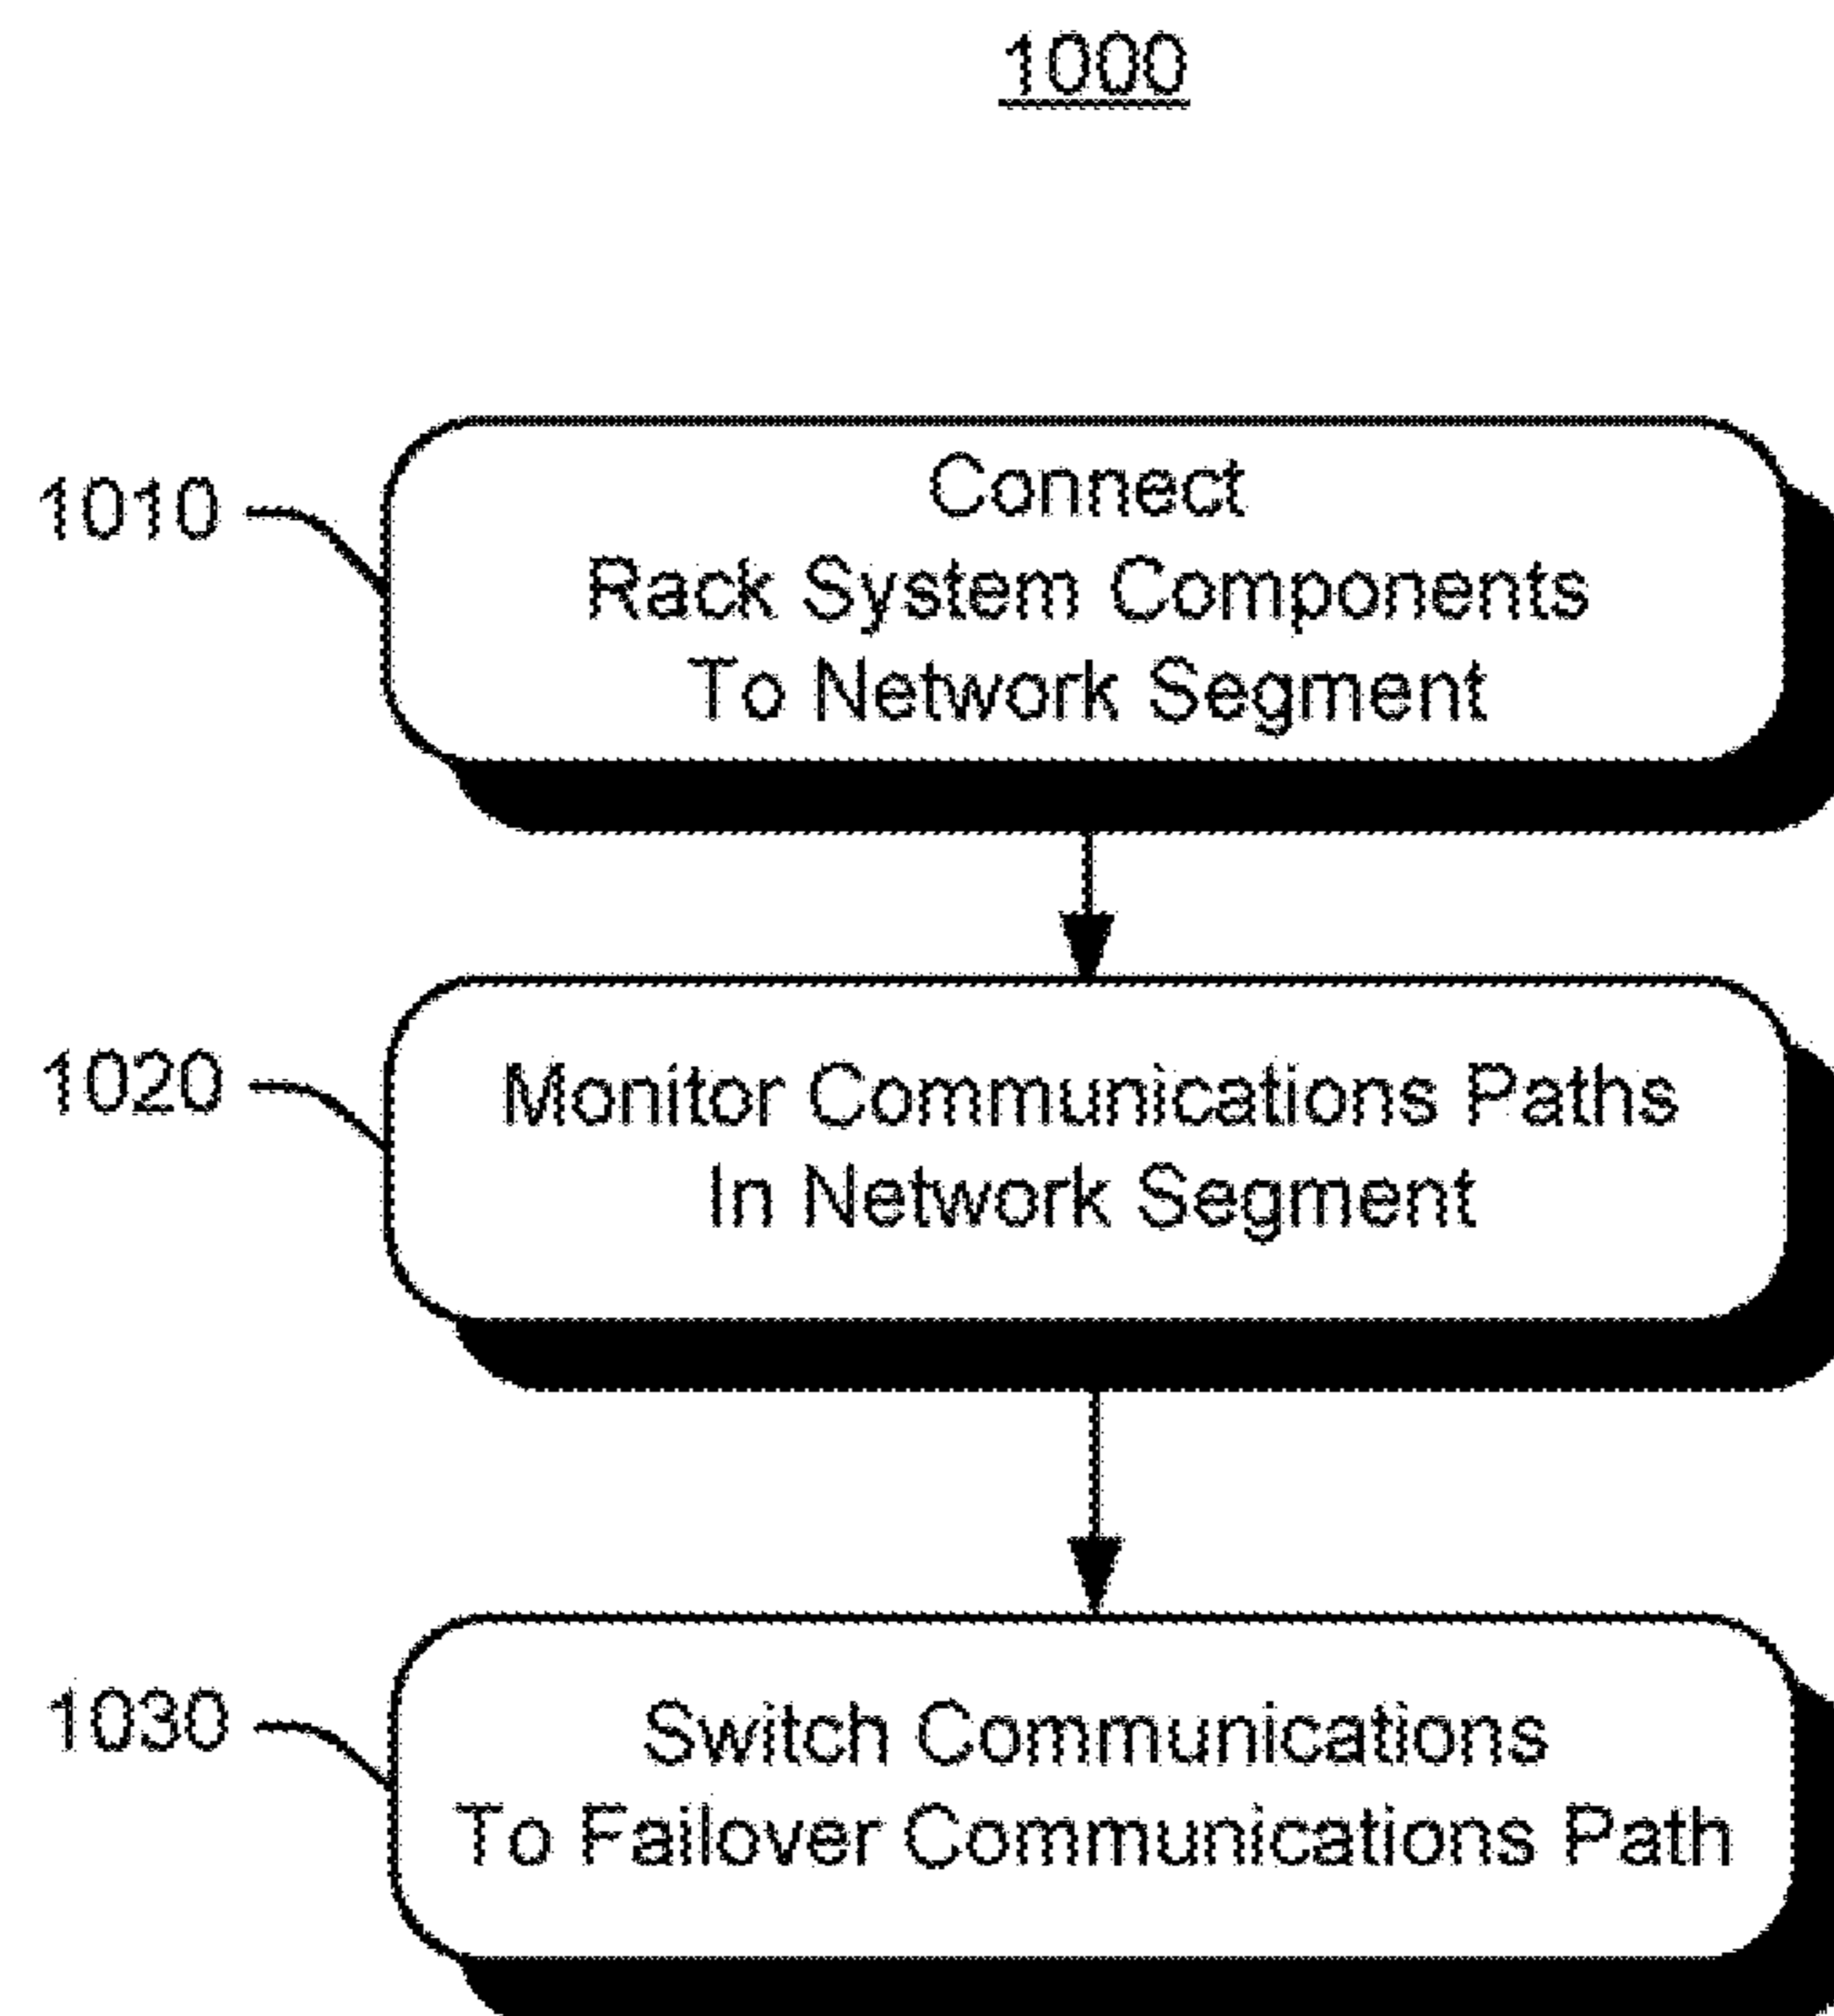 1000
1010
Connect
Rack System Components
To Network Segment
1020
Monitor Communications Paths
In Network Segment
1030
Switch Communications
To Failover Communications Path